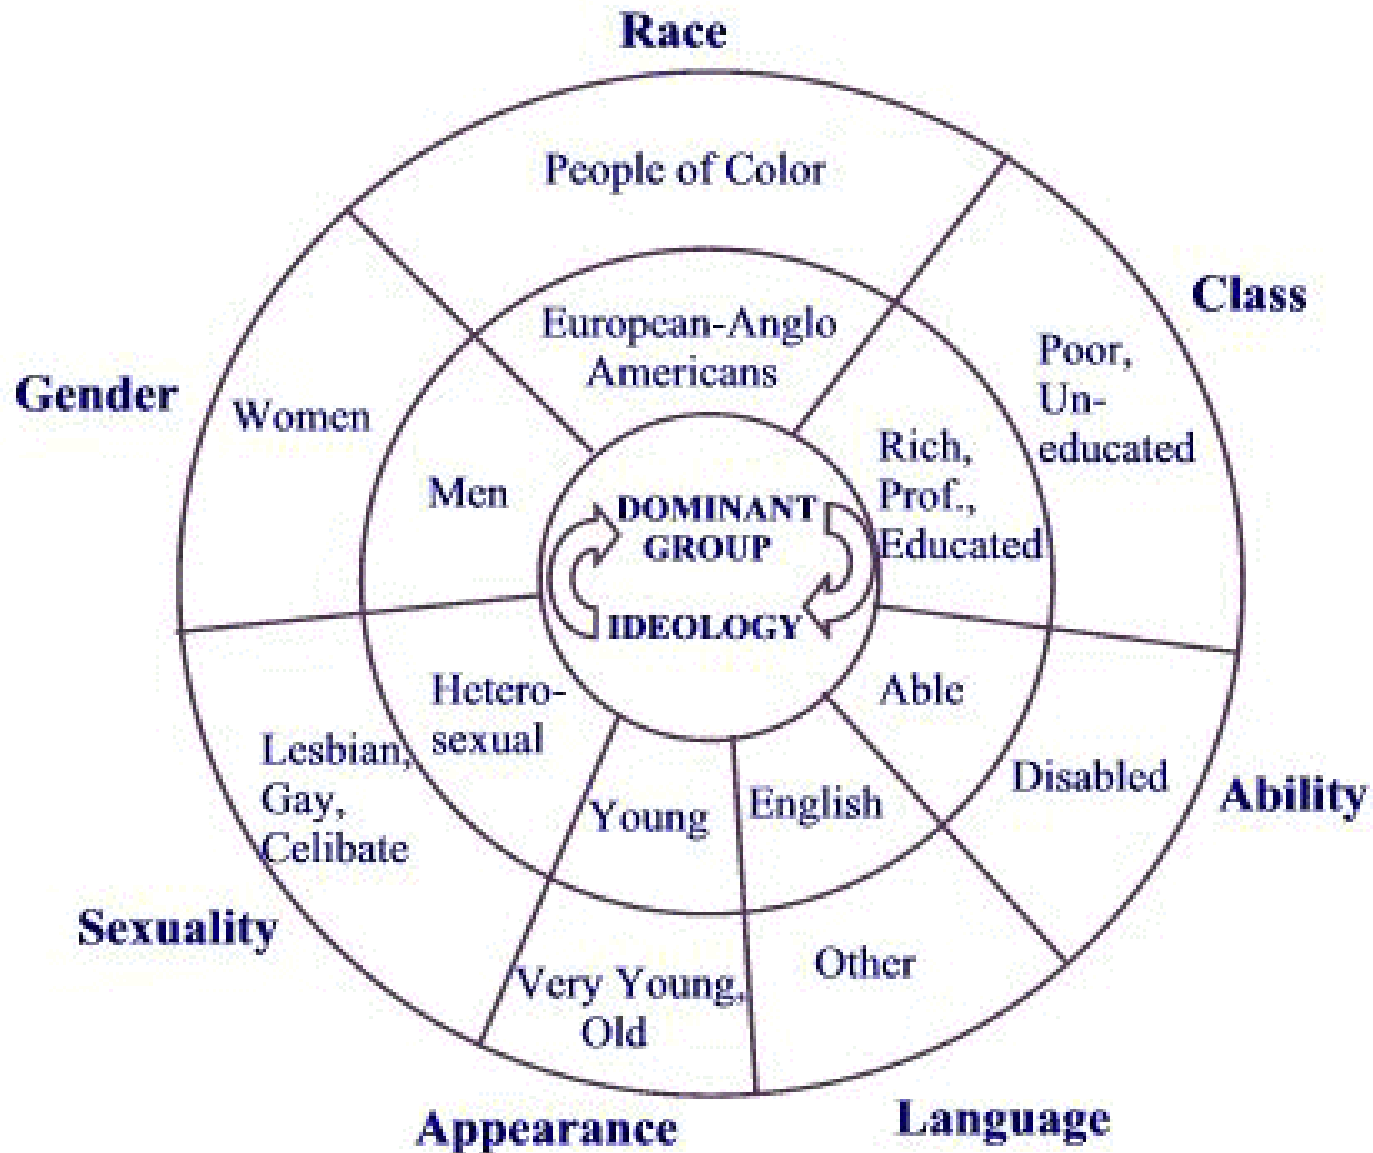 Race
People of Color
European-Anglo
Americans
Class
Poor,
Un-
educated
Rich,
Prof.,
Educated
Gender
Women
Men
DOMINANT
GROUP
IDEOLOGY
Hetero-
sexual
Lesbian,
Gay,
Celibate
Sexuality
Able
Disabled
Ability
Young
English
Very Young,
Old
Other
Appearance
Language